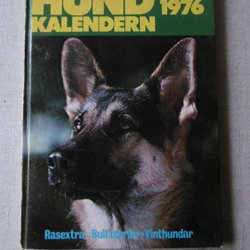 HUND 1976
KALENDERN
Rasextra: Bullterrier · Vinthundar